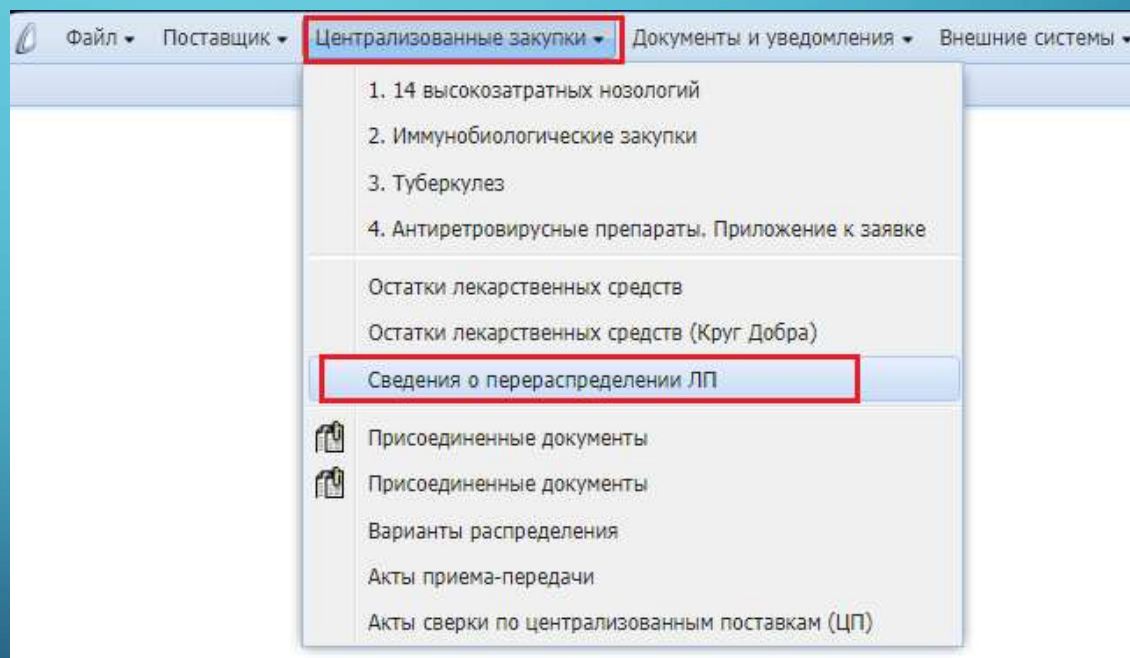 Файл Поставщик Централизованные закупки Документы и уведомления Внешние системы
1. 14 высокозатратных нозологий
2. Иммунобиологические закупки
3. Туберкулез
4. Антиретровирусные препараты. Приложение к заявке
Остатки лекарственных средств
Остатки лекарственных средств (Круг Добра)
Сведения о перераспределении ЛП
Присоединенные документы
Присоединенные документы
Варианты распределения
Акты приема-передачи
Акты сверки по централизованным поставкам (ЦП)